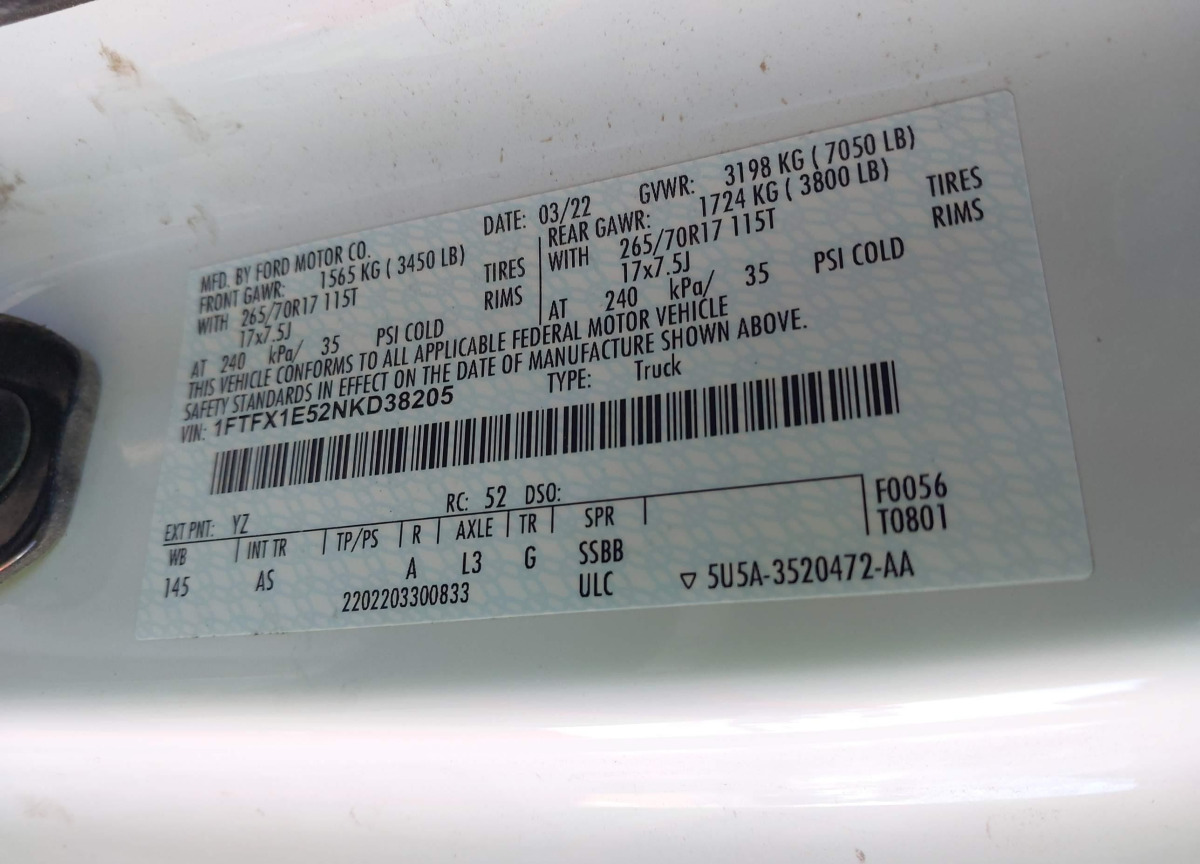 MFD. BY FORD MOTOR CO.
DATE: 03/22
GVWR: 3198 KG ( 7050 LB)
FRONT GAWR: 1565 KG ( 3450 LB)
WITH 265/70R17 115T TIRES
17x7.5J RIMS
AT 240 kPa/ 35 PSI COLD
REAR GAWR: 1724 KG ( 3800 LB)
WITH 265/70R17 115T TIRES
17x7.5J RIMS
AT 240 kPa/ 35 PSI COLD
THIS VEHICLE CONFORMS TO ALL APPLICABLE FEDERAL MOTOR VEHICLE
SAFETY STANDARDS IN EFFECT ON THE DATE OF MANUFACTURE SHOWN ABOVE.
VIN: 1FTFX1E52NKD38205 TYPE: Truck
EXT PNT: YZ RC: 52 DSO: F0056
WB INT TR TP/PS R AXLE TR SPR T0801
145 AS A L3 G SSBB
2202203300833 ULC ▽ 5U5A-3520472-AA